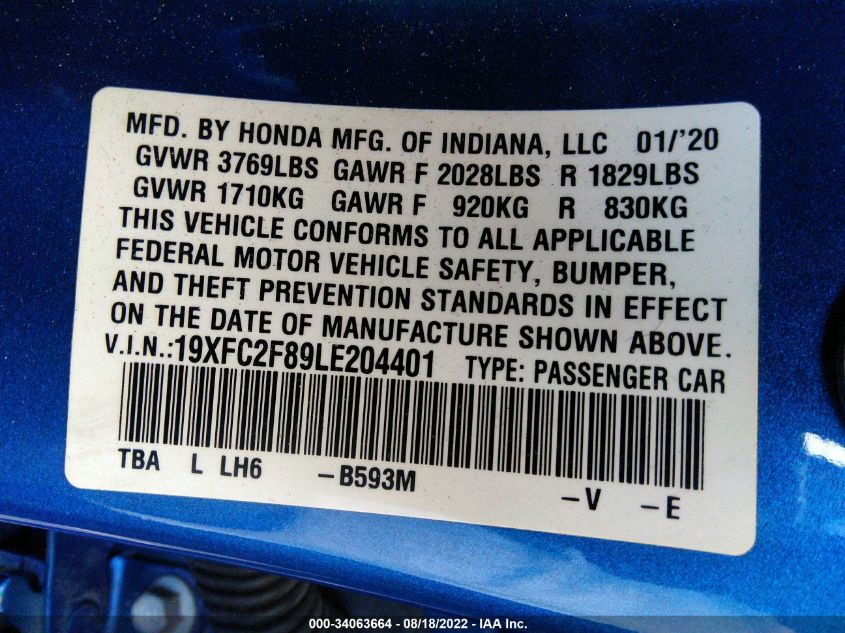 MFD. BY HONDA MFG. OF INDIANA, LLC 01/'20
GVWR 3769LBS GAWR F 2028LBS R 1829LBS
GVWR 1710KG GAWR F 920KG R 830KG
THIS VEHICLE CONFORMS TO ALL APPLICABLE
FEDERAL MOTOR VEHICLE SAFETY, BUMPER,
AND THEFT PREVENTION STANDARDS IN EFFECT
ON THE DATE OF MANUFACTURE SHOWN ABOVE.
V.I.N.:19XFC2F89LE204401 TYPE: PASSENGER CAR
TBA L LH6 -B593M -V -E
000-34063664 - 08/18/2022 - IAA Inc.